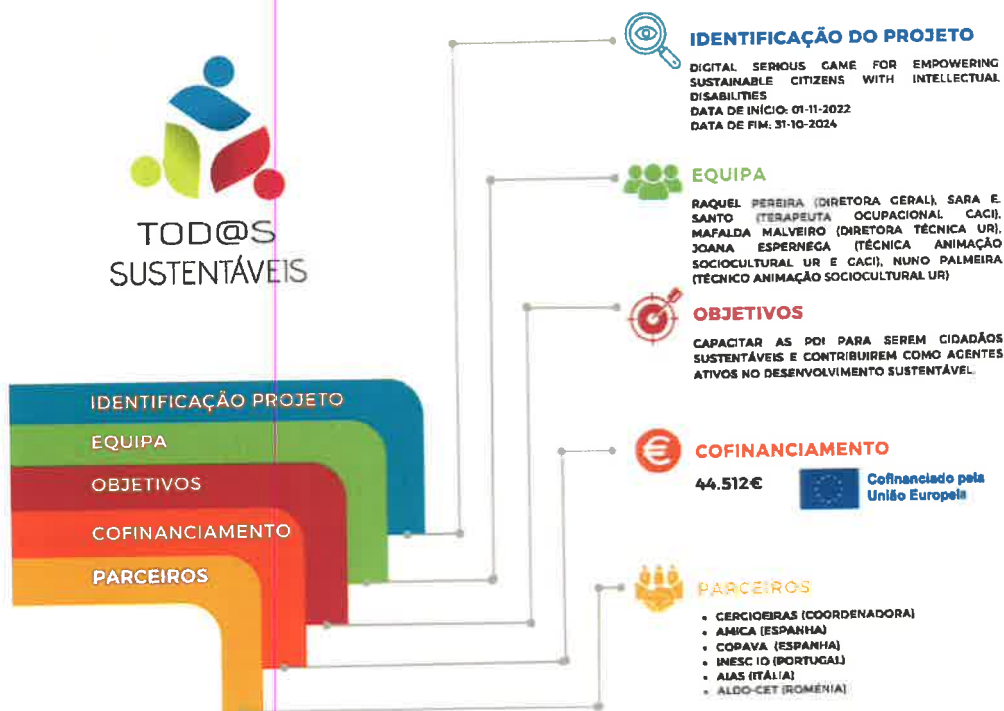 TOD@S
SUSTENTÁVEIS
IDENTIFICAÇÃO PROJETO
EQUIPA
OBJETIVOS
COFINANCIAMENTO
PARCEIROS
IDENTIFICAÇÃO DO PROJETO
DIGITAL SERIOUS GAME FOR EMPOWERING
SUSTAINABLE CITIZENS WITH INTELLECTUAL
DISABILITIES
DATA DE INÍCIO: 01-11-2022
DATA DE FIM: 31-10-2024
EQUIPA
RAQUEL PEREIRA (DIRETORA GERAL), SARA E.
SANTO (TERAPEUTA OCUPACIONAL CACI),
MAFALDA MALVEIRO (DIRETORA TÉCNICA UR),
JOANA ESPERNEGA (TÉCNICA ANIMAÇÃO
SOCIOCULTURAL UR E CACI), NUNO PALMEIRA
(TÉCNICO ANIMAÇÃO SOCIOCULTURAL UR)
OBJETIVOS
CAPACITAR AS PDI PARA SEREM CIDADÃOS
SUSTENTÁVEIS E CONTRIBUIREM COMO AGENTES
ATIVOS NO DESENVOLVIMENTO SUSTENTÁVEL.
COFINANCIAMENTO
44.512€
Cofinanciado pela
União Europeia
PARCEIROS
• CERCIOEIRAS (COORDENADORA)
• AMICA (ESPANHA)
• COPAVA (ESPANHA)
• INESC ID (PORTUGAL)
• AIAS (ITÁLIA)
• ALDO-CET (ROMÉNIA)